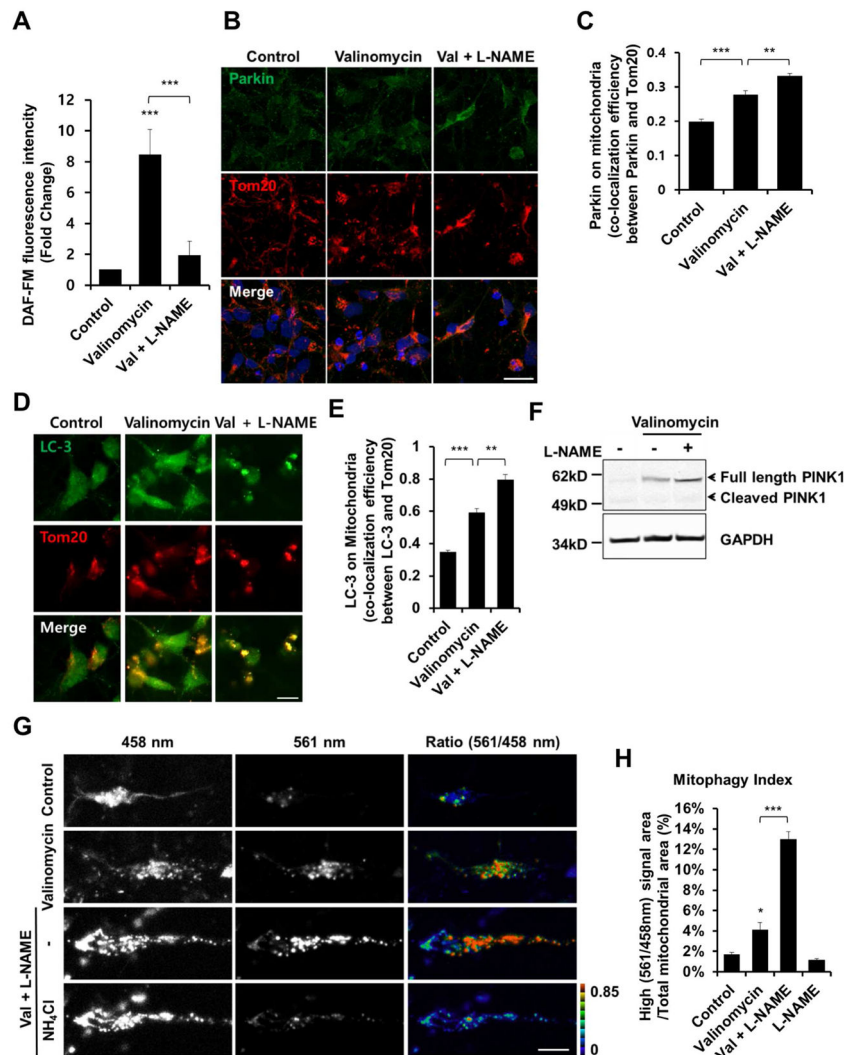 A
DAF-FM fluorescence intencity
(Fold Change)
12
10
8
6
4
2
0
***
***
Control
Valinomycin
Val + L-NAME
B
Control Valinomycin Val + L-NAME
Parkin
Tom20
Merge
C
Parkin on mitochondria
(co-localization efficiency
between Parkin and Tom20)
0.4
0.3
0.2
0.1
0
*** **
Control
Valinomycin
Val + L-NAME
D
Control Valinomycin Val + L-NAME
LC-3
Tom20
Merge
E
LC-3 on Mitochondria
(co-localization efficiency
between LC-3 and Tom20)
1
0.8
0.6
0.4
0.2
0
*** **
Control
Valinomycin
Val + L-NAME
F
Valinomycin
L-NAME - - +
62kD
Full length PINK1
49kD
Cleaved PINK1
34kD
GAPDH
G
458 nm 561 nm Ratio (561/458 nm)
Control
Valinomycin
Val + L-NAME
-
NH4Cl
0.85
0
H
Mitophagy Index
High (561/458nm) signal area
/Total mitochondrial area (%)
16%
14%
12%
10%
8%
6%
4%
2%
0%
***
*
Control
Valinomycin
Val + L-NAME
L-NAME